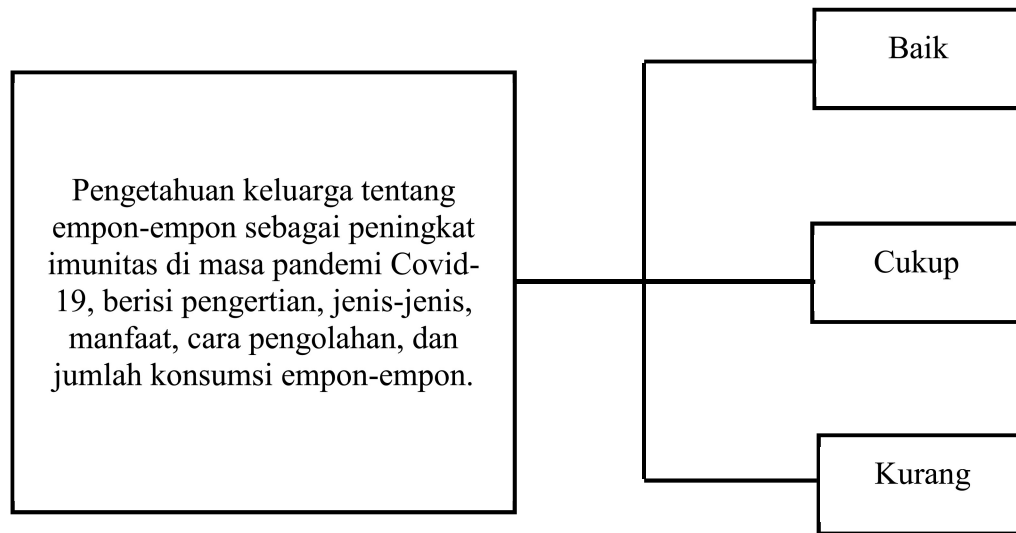 Pengetahuan keluarga tentang
empon-empon sebagai peningkat
imunitas di masa pandemi Covid-
19, berisi pengertian, jenis-jenis,
manfaat, cara pengolahan, dan
jumlah konsumsi empon-empon.
Baik
Cukup
Kurang